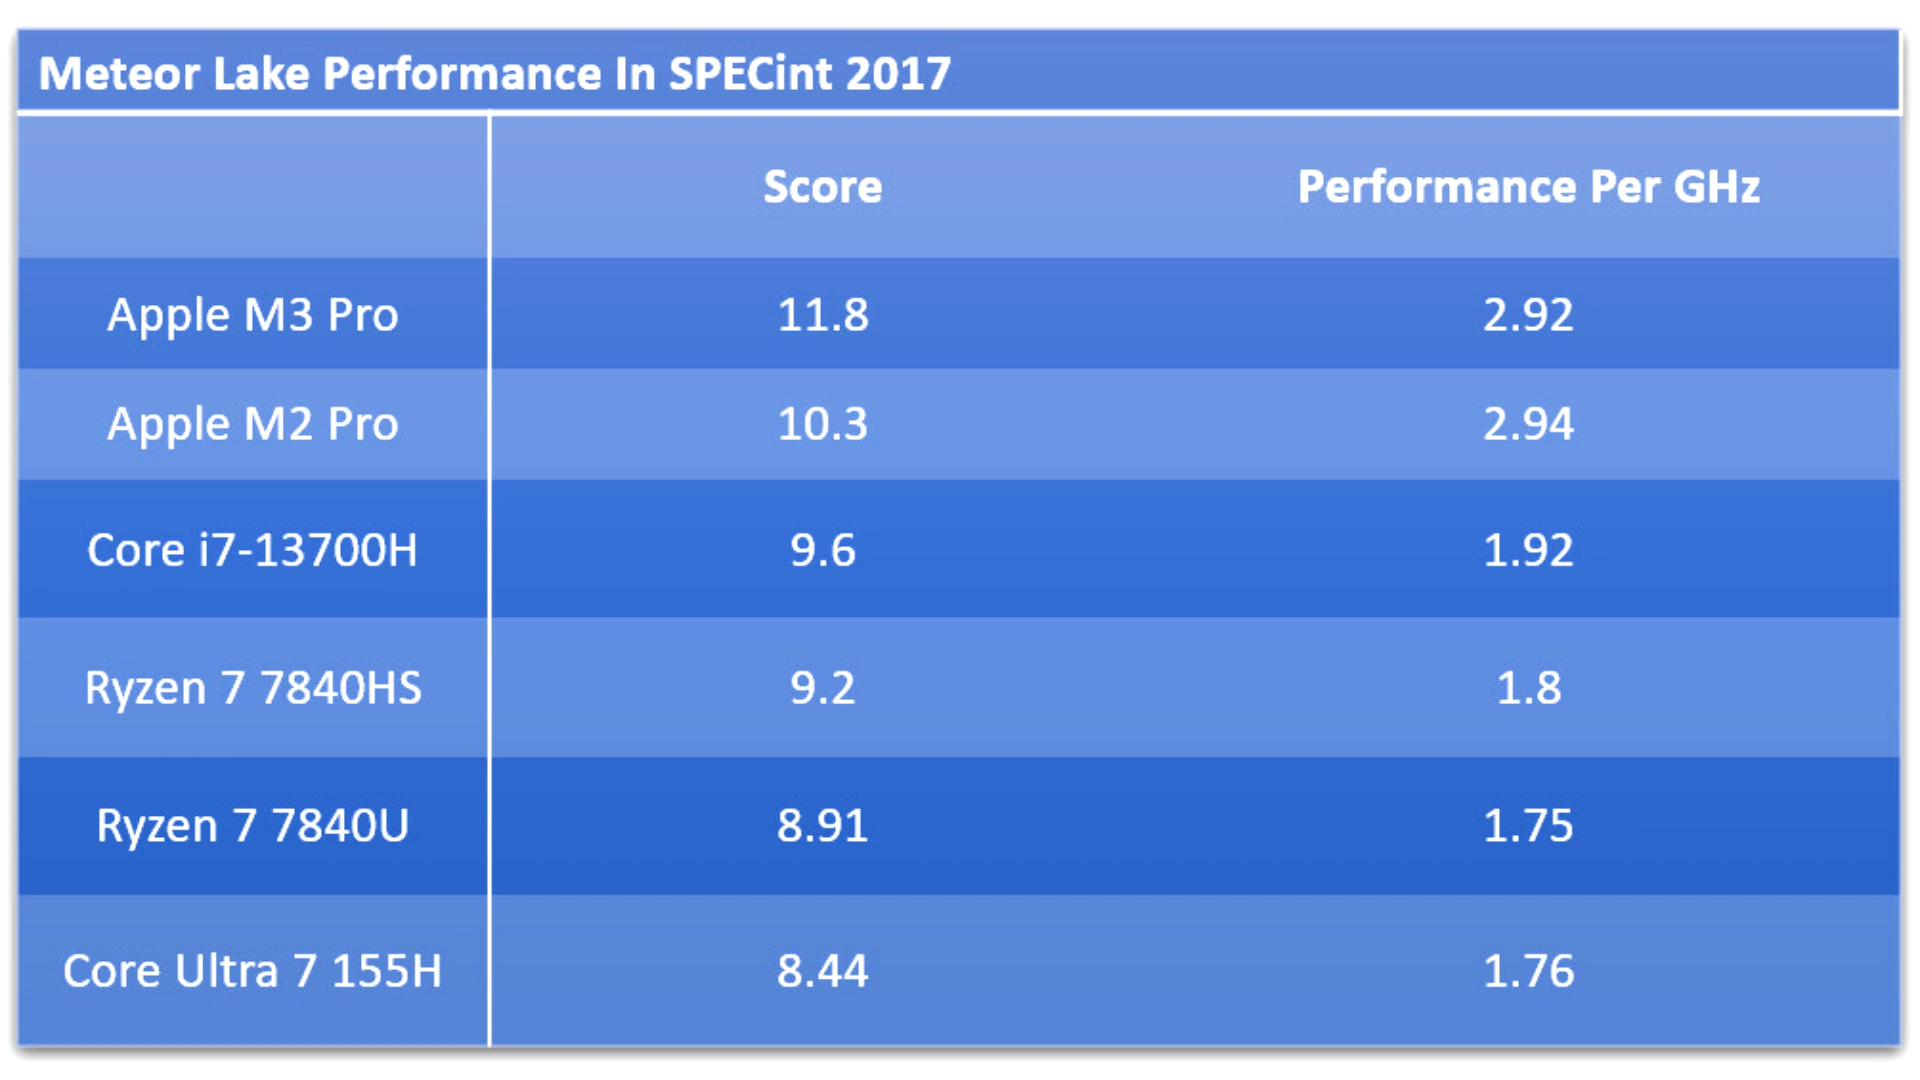 Meteor Lake Performance In SPECint 2017
Score Performance Per GHz
Apple M3 Pro 11.8 2.92
Apple M2 Pro 10.3 2.94
Core i7-13700H 9.6 1.92
Ryzen 7 7840HS 9.2 1.8
Ryzen 7 7840U 8.91 1.75
Core Ultra 7 155H 8.44 1.76